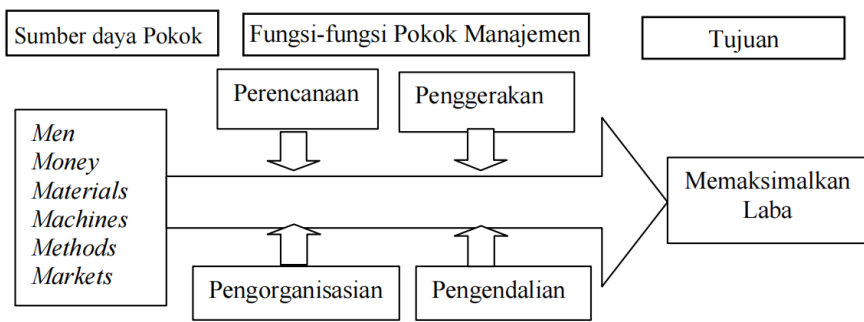 Sumber daya Pokok
Fungsi-fungsi Pokok Manajemen
Tujuan
Perencanaan
Penggerakan
Men
Money
Materials
Machines
Methods
Markets
Memaksimalkan
Laba
Pengorganisasian
Pengendalian